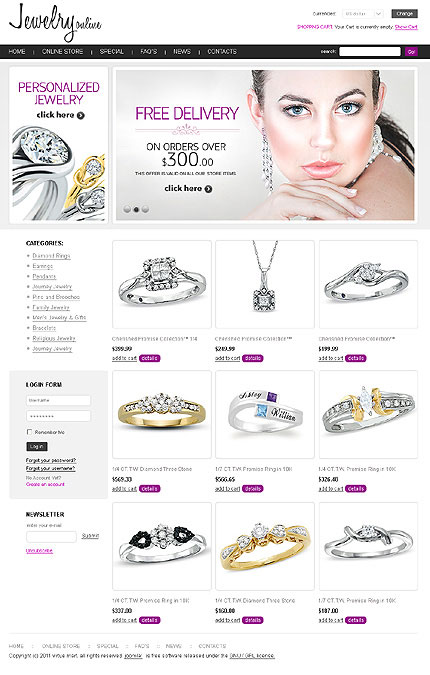 Jewelry online
Currencies:
Change
SHOPPING CART: Your Cart is currently empty. Show Cart
HOME ONLINE STORE SPECIAL FAQ'S NEWS CONTACTS
search: Go!
PERSONALIZED
JEWELRY
click here
FREE DELIVERY
ON ORDERS OVER
$300.00
THIS OFFER IS VALID ON ALL OUR STORE ITEMS
click here
CATEGORIES:
Diamond Rings
Earrings
Pendants
Journey Jewelry
Pins and Brooches
Family Jewelry
Men's Jewelry & Gifts
Bracelets
Religious Jewelry
Journey Jewelry
Cherished Promise Collection™ 1/4
$399.99
add to cart details
Cherished Promise Collection™
$249.99
add to cart details
Cherished Promise Collection™
$199.99
add to cart details
LOGIN FORM
Username
Remember Me
Log in
Forgot your password?
Forgot your username?
No Account Yet?
Create an account
1/4 CT. T.W. Diamond Three Stone
$569.33
add to cart details
Ashley
William
1/7 CT. Promise Ring in 10K
$566.65
add to cart details
1/4 CT. T.W. Promise Ring in 10K
$326.48
add to cart details
NEWSLETTER
enter your e-mail
Submit
Unsubscribe
1/4 CT. T.W. Promise Ring in 10K
$337.00
add to cart details
1/4 CT. T.W. Diamond Three Stone
$160.00
add to cart details
1/7 CT. T.W. Promise Ring in 10K
$107.00
add to cart details
HOME ONLINE STORE SPECIAL FAQ'S NEWS CONTACTS
Copyright (c) 2011 virtue mart. all rights reserved. joomla! is free software released under the GNU/GPL license.